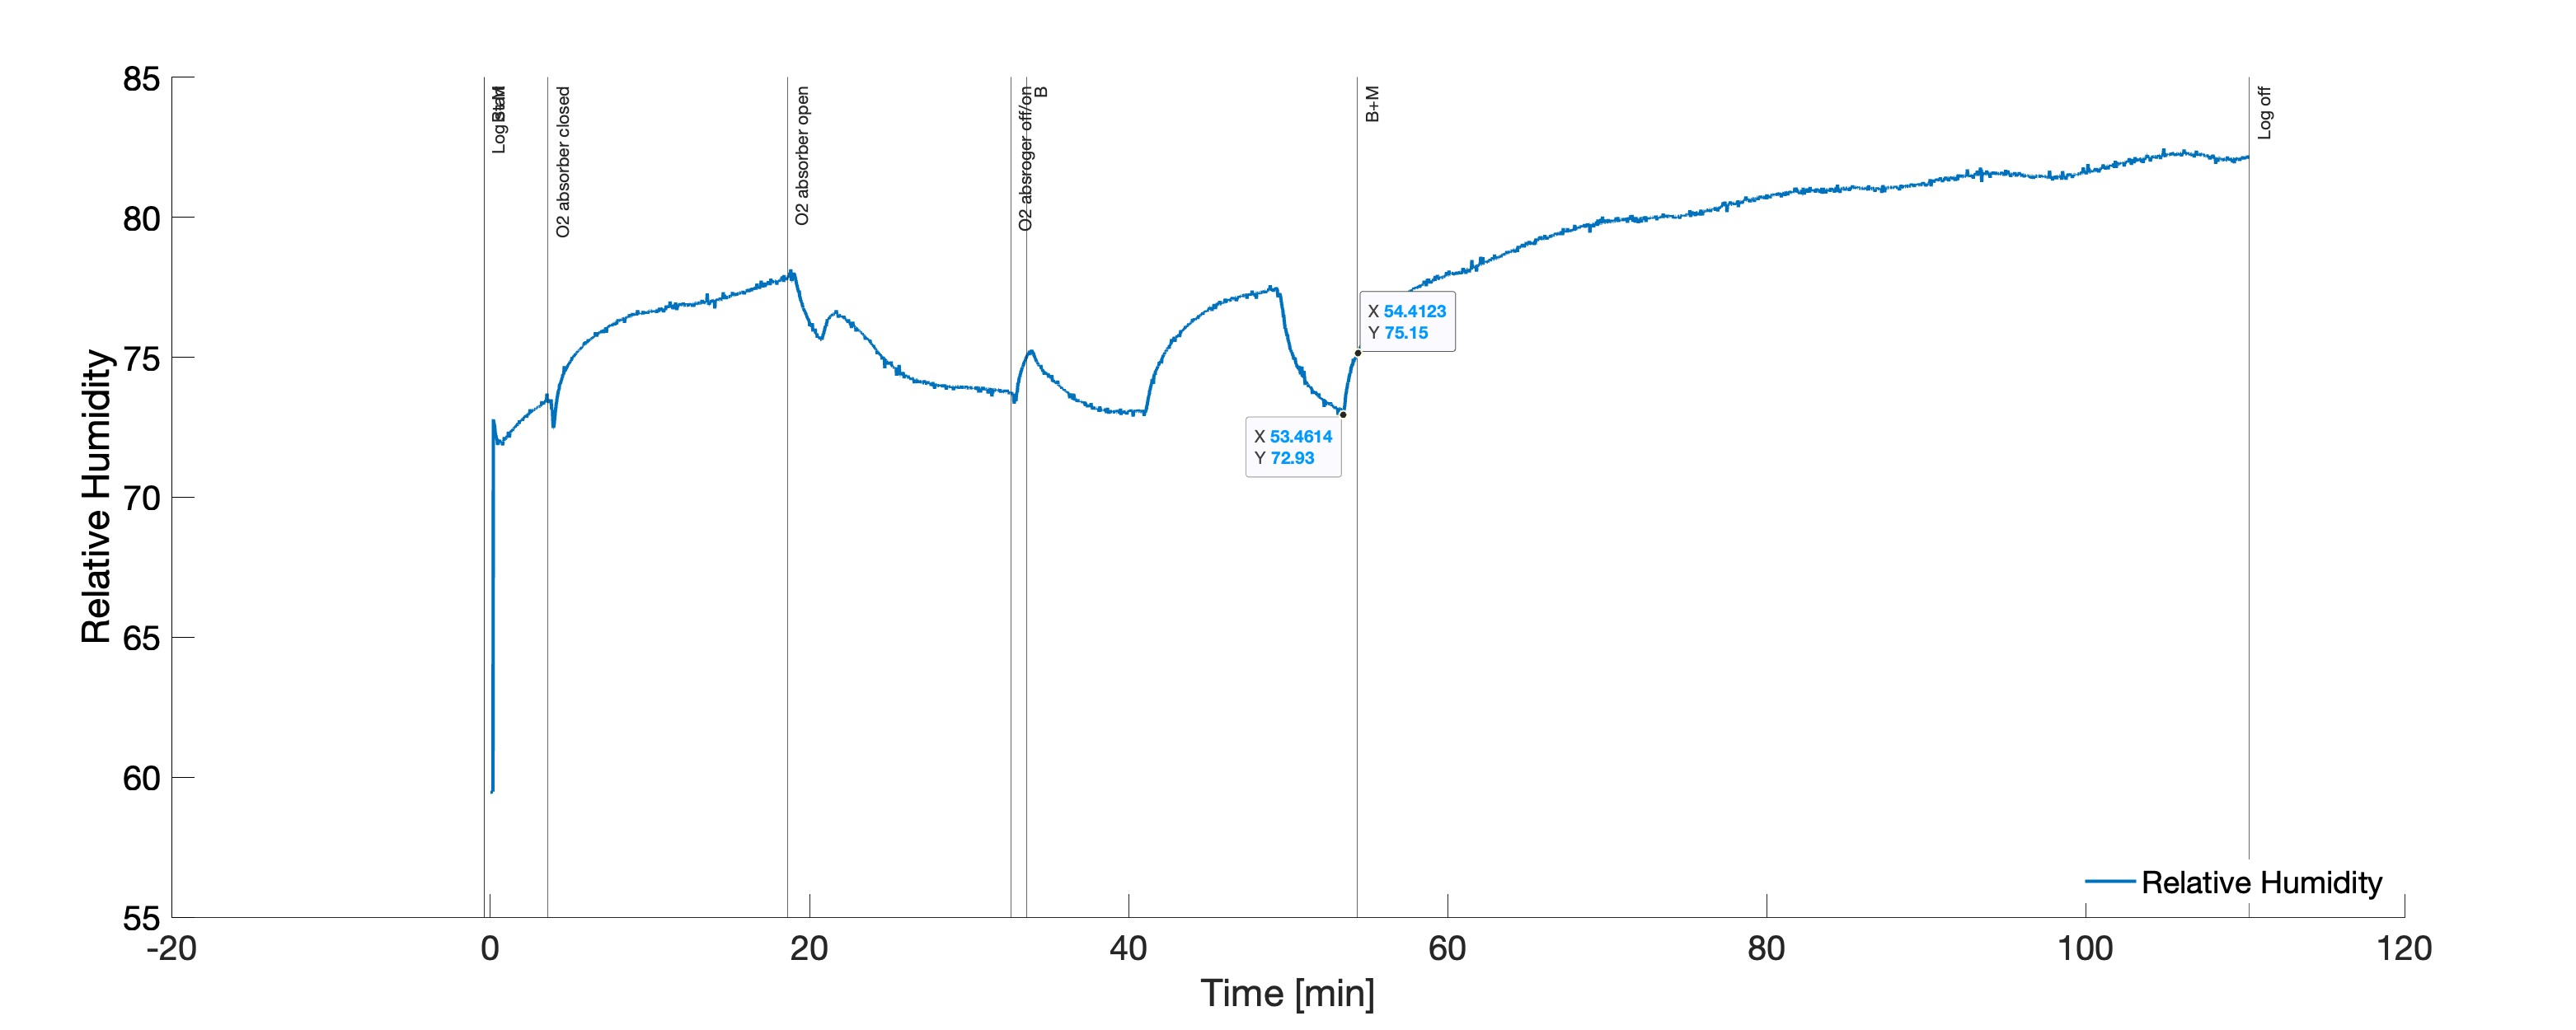 85
80
75
70
65
60
55
-20
0
20
40
60
80
100
120
Relative Humidity
Time [min]
Log Start
B+M
O2 absorber closed
O2 absorber open
O2 absroger off/on
B
B+M
Log off
X 54.4123
Y 75.15
X 53.4614
Y 72.93
Relative Humidity